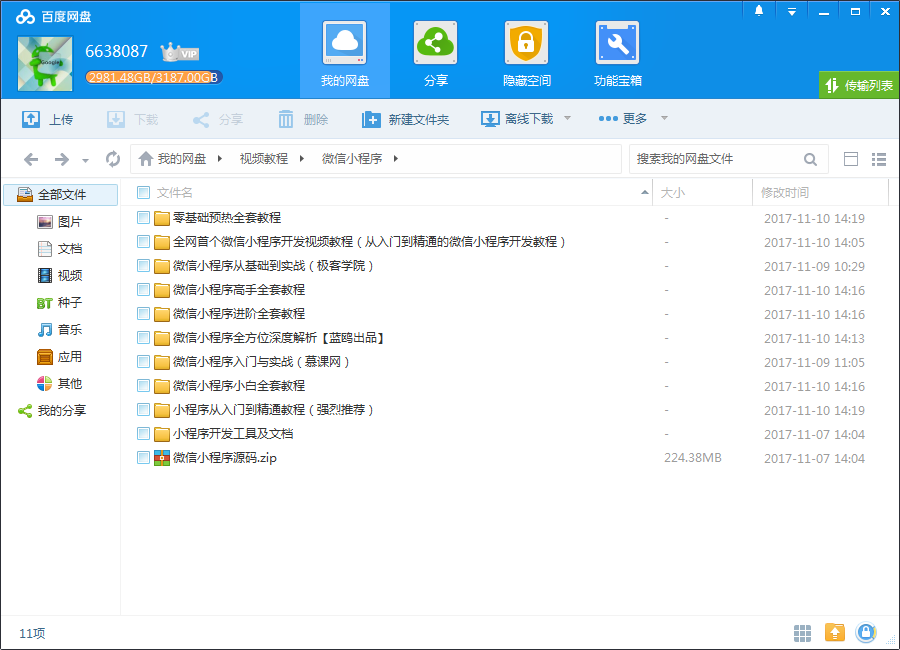 百度网盘
6638087 VIP
2981.48GB/3187.00GB
我的网盘 分享 隐藏空间 功能宝箱
传输列表
上传 下载 分享 删除 新建文件夹 离线下载 更多
我的网盘 视频教程 微信小程序 搜索我的网盘文件
全部文件
图片
文档
视频
BT 种子
音乐
应用
其他
我的分享
文件名 大小 修改时间
零基础预热全套教程 - 2017-11-10 14:19
全网首个微信小程序开发视频教程（从入门到精通的微信小程序开发教程） - 2017-11-10 14:05
微信小程序从基础到实战（极客学院） - 2017-11-09 10:29
微信小程序高手全套教程 - 2017-11-10 14:16
微信小程序进阶全套教程 - 2017-11-10 14:16
微信小程序全方位深度解析【蓝鸥出品】 - 2017-11-10 14:13
微信小程序入门与实战（慕课网） - 2017-11-09 11:05
微信小程序小白全套教程 - 2017-11-10 14:16
小程序从入门到精通教程（强烈推荐） - 2017-11-10 14:19
小程序开发工具及文档 - 2017-11-07 14:04
微信小程序源码.zip 224.38MB 2017-11-07 14:04
11项